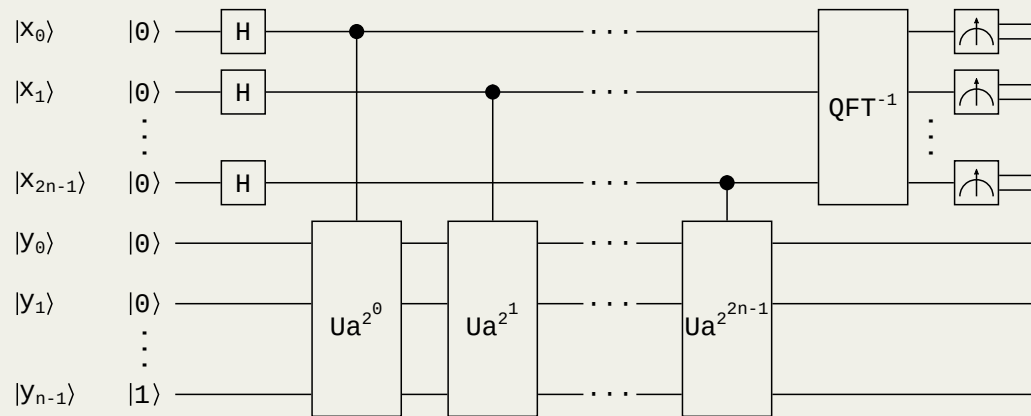 |x₀⟩ |0⟩ H ···
|x₁⟩ |0⟩ H ··· QFT⁻¹
|x₂ₙ₋₁⟩ |0⟩ H ···
|y₀⟩ |0⟩ ···
|y₁⟩ |0⟩ ···
Ua^2^0 Ua^2^1 Ua^2^2n-1
|yₙ₋₁⟩ |1⟩ ···